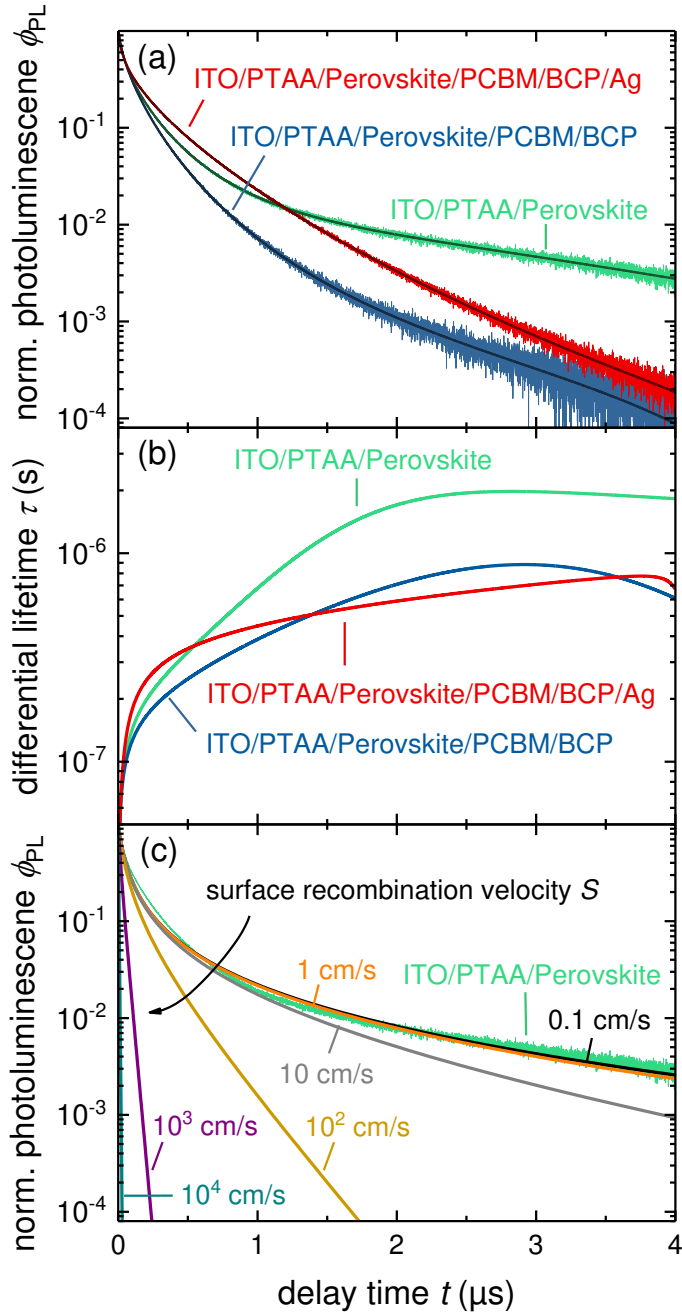 norm. photoluminescene ϕPL
(a)
ITO/PTAA/Perovskite/PCBM/BCP/Ag
ITO/PTAA/Perovskite/PCBM/BCP
ITO/PTAA/Perovskite
10⁻¹
10⁻²
10⁻³
10⁻⁴
differential lifetime τ (s)
(b)
ITO/PTAA/Perovskite
10⁻⁶
ITO/PTAA/Perovskite/PCBM/BCP/Ag
ITO/PTAA/Perovskite/PCBM/BCP
10⁻⁷
norm. photoluminescene ϕPL
(c)
surface recombination velocity S
10⁻¹
1 cm/s
ITO/PTAA/Perovskite
10⁻²
0.1 cm/s
10 cm/s
10⁻³
10³ cm/s
10² cm/s
10⁻⁴
10⁴ cm/s
0 1 2 3 4
delay time t (μs)